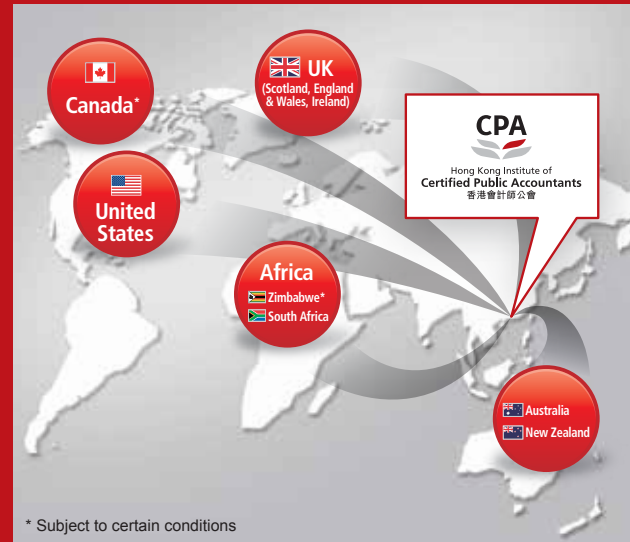 Canada*
UK
(Scotland, England
& Wales, Ireland)
CPA
Hong Kong Institute of
Certified Public Accountants
香港會計師公會
United
States
Africa
Zimbabwe*
South Africa
Australia
New Zealand
* Subject to certain conditions